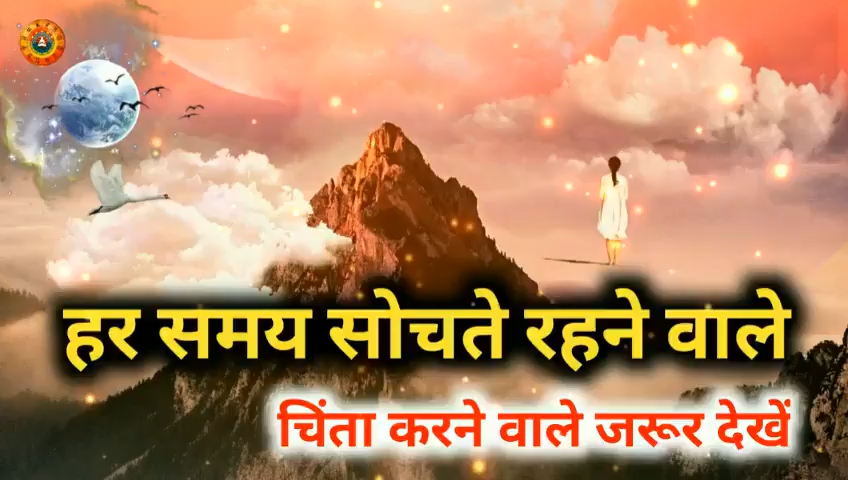 हर समय सोचते रहने वाले
चिंता करने वाले जरूर देखें